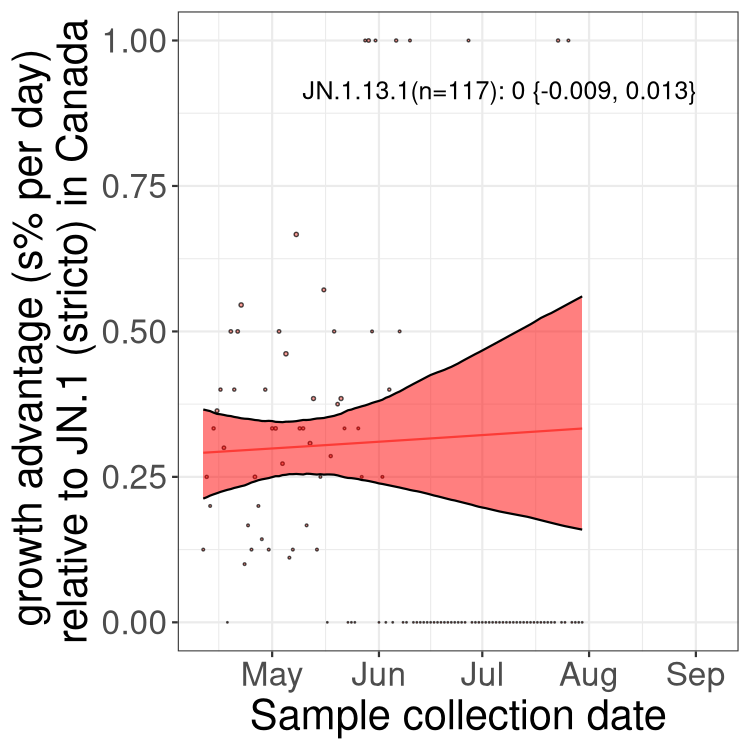 growth advantage (s% per day)
relative to JN.1 (stricto) in Canada
1.00
0.75
0.50
0.25
0.00
JN.1.13.1(n=117): 0 {-0.009, 0.013}
May Jun Jul Aug Sep
Sample collection date